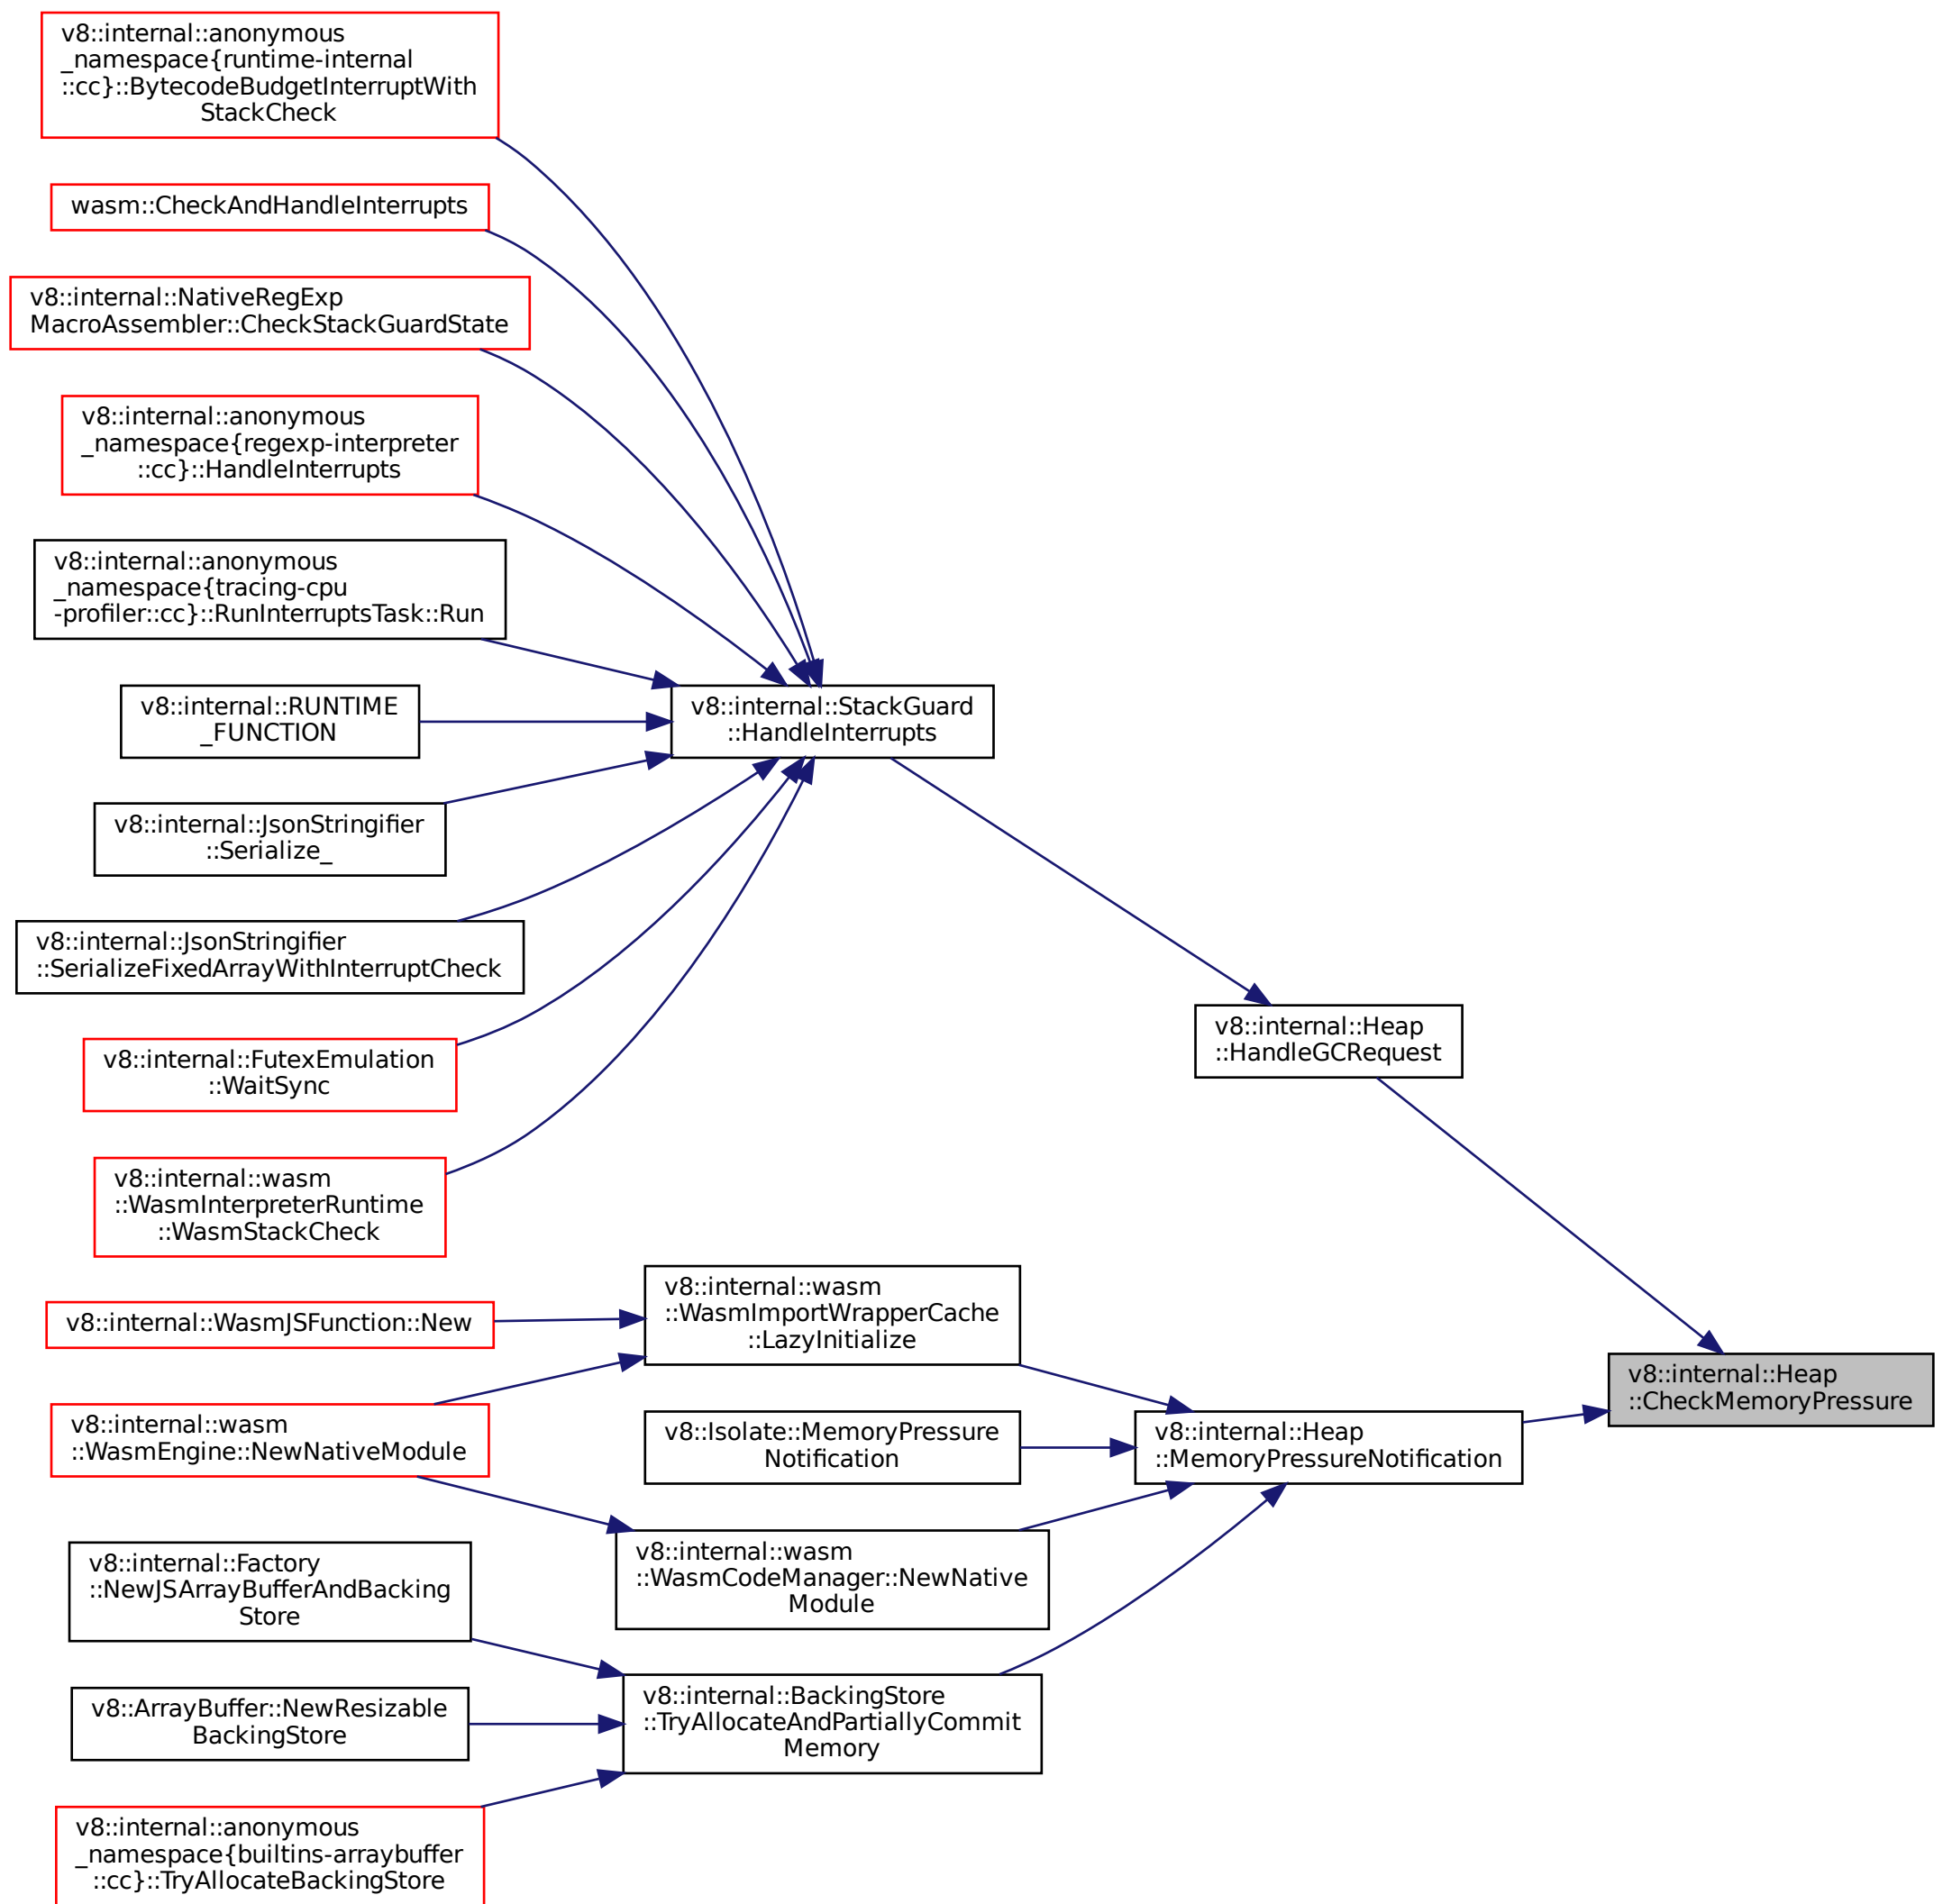 v8::internal::anonymous
_namespace{runtime-internal
::cc}::BytecodeBudgetInterruptWith
StackCheck
wasm::CheckAndHandleInterrupts
v8::internal::NativeRegExp
MacroAssembler::CheckStackGuardState
v8::internal::anonymous
_namespace{regexp-interpreter
::cc}::HandleInterrupts
v8::internal::anonymous
_namespace{tracing-cpu
-profiler::cc}::RunInterruptsTask::Run
v8::internal::RUNTIME
_FUNCTION
v8::internal::StackGuard
::HandleInterrupts
v8::internal::JsonStringifier
::Serialize_
v8::internal::JsonStringifier
::SerializeFixedArrayWithInterruptCheck
v8::internal::FutexEmulation
::WaitSync
v8::internal::Heap
::HandleGCRequest
v8::internal::wasm
::WasmInterpreterRuntime
::WasmStackCheck
v8::internal::WasmJSFunction::New
v8::internal::wasm
::WasmImportWrapperCache
::LazyInitialize
v8::internal::Heap
::CheckMemoryPressure
v8::internal::wasm
::WasmEngine::NewNativeModule
v8::Isolate::MemoryPressure
Notification
v8::internal::Heap
::MemoryPressureNotification
v8::internal::wasm
::WasmCodeManager::NewNative
Module
v8::internal::Factory
::NewJSArrayBufferAndBacking
Store
v8::ArrayBuffer::NewResizable
BackingStore
v8::internal::BackingStore
::TryAllocateAndPartiallyCommit
Memory
v8::internal::anonymous
_namespace{builtins-arraybuffer
::cc}::TryAllocateBackingStore